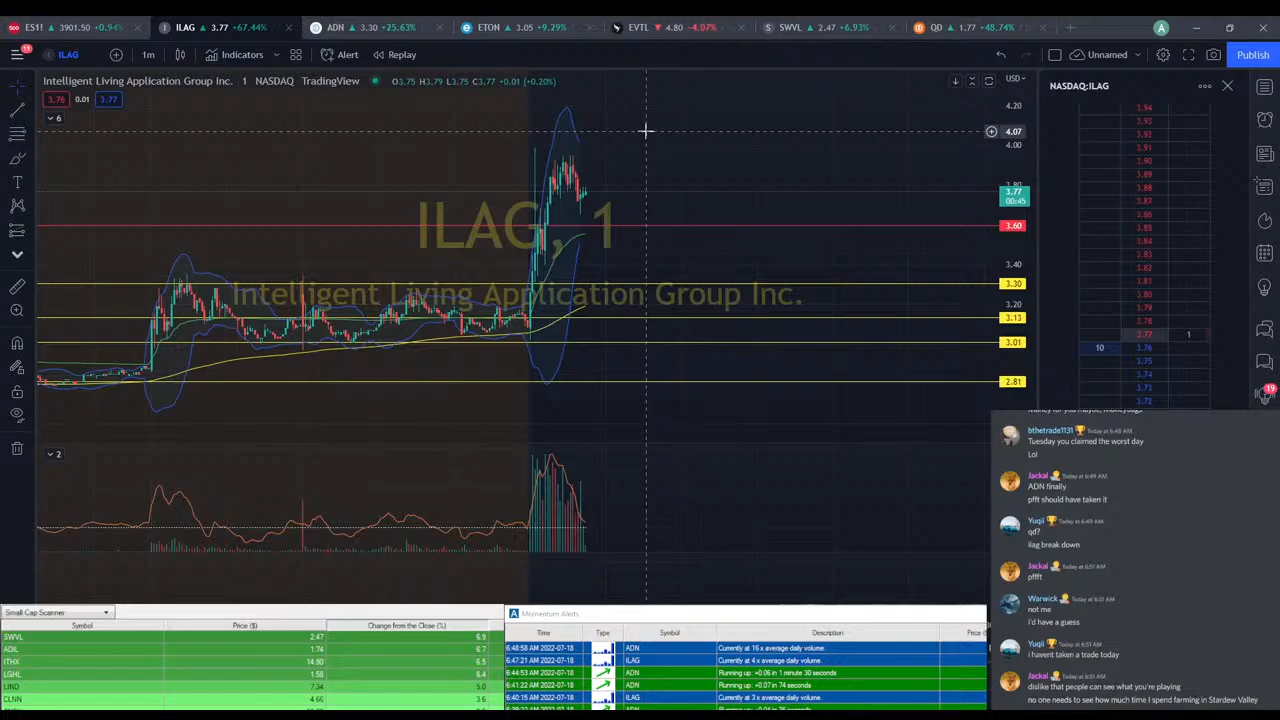 ES1! ▲ 3901.50 +0.94%
ILAG ▲ 3.77 +67.44%
ADN ▲ 3.30 +25.63%
ETON ▲ 3.05 +9.29%
EVTL ▼ 4.80 -4.07%
SWVL ▲ 2.47 +6.93%
QD ▲ 1.77 +48.74%
A
11
ILAG
1m
Indicators
Alert
Replay
Unnamed
Publish
Intelligent Living Application Group Inc. 1 NASDAQ TradingView
O3.75 H3.79 L3.75 C3.77 +0.01 (+0.20%)
3.76 0.01 3.77
6
USD
4.20
4.07
4.00
3.80
3.77
00:45
3.60
3.40
3.30
3.20
3.13
3.01
2.81
ILAG, 1
Intelligent Living Application Group Inc.
2
NASDAQ:ILAG
3.94
3.93
3.92
3.91
3.90
3.89
3.88
3.87
3.86
3.85
3.84
3.83
3.82
3.81
3.80
3.79
3.78
3.77 1
10 3.76
3.75
3.74
3.73
3.72
19
bthetrade1131 Today at 6:48 AM
Tuesday you claimed the worst day
Lol
Jackal Today at 6:49 AM
ADN finally
pfft should have taken it
Yuqii Today at 6:49 AM
qd?
ilag break down
Jackal Today at 6:51 AM
pffft
Warwick Today at 6:51 AM
not me
I'd have a guess
Yuqii Today at 6:51 AM
i havent taken a trade today
Jackal Today at 6:51 AM
dislike that people can see what you're playing
no one needs to see how much time I spend farming in Stardew Valley
Small Cap Scanner
Symbol Price ($) Change from the Close (%)
SWVL 2.47 6.9
ADIL 1.74 6.7
ITHX 14.90 6.5
LGHL 1.58 6.4
LIND 7.34 5.0
CLNN 4.66 3.6
A Momentum Alerts
Time Type Symbol Description Price
6:48:58 AM 2022-07-18 ADN Currently at 16 x average daily volume.
6:47:21 AM 2022-07-18 ILAG Currently at 4 x average daily volume.
6:44:53 AM 2022-07-18 ADN Running up: +0.06 in 1 minute 30 seconds
6:41:22 AM 2022-07-18 ADN Running up: +0.07 in 74 seconds
6:40:15 AM 2022-07-18 ILAG Currently at 3 x average daily volume.